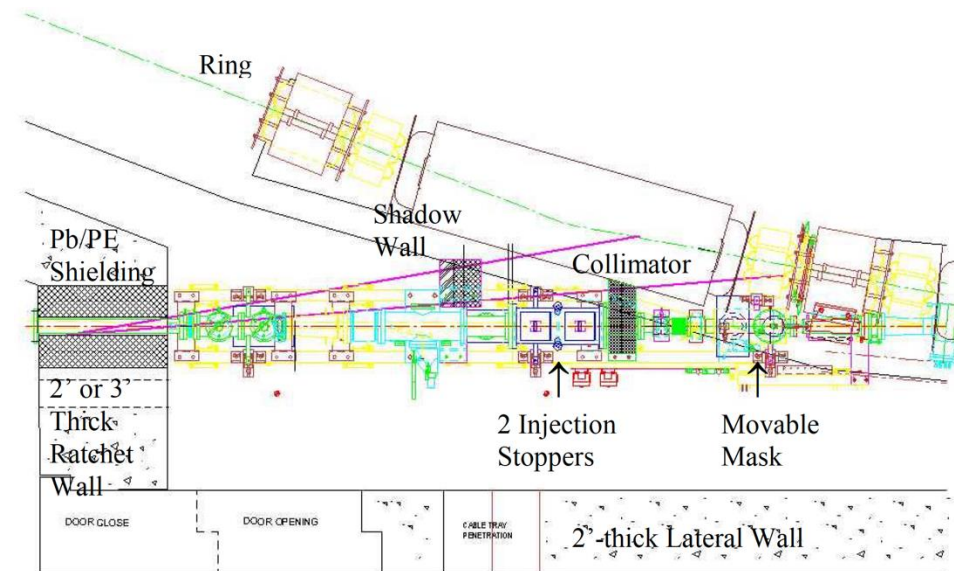 Ring
Shadow
Wall
Pb/PE
Shielding
Collimator
2’ or 3’
Thick
Ratchet
Wall
2 Injection
Stoppers
Movable
Mask
DOOR CLOSE
DOOR OPENING
CABLE TRAY
PENETRATION
2’-thick Lateral Wall